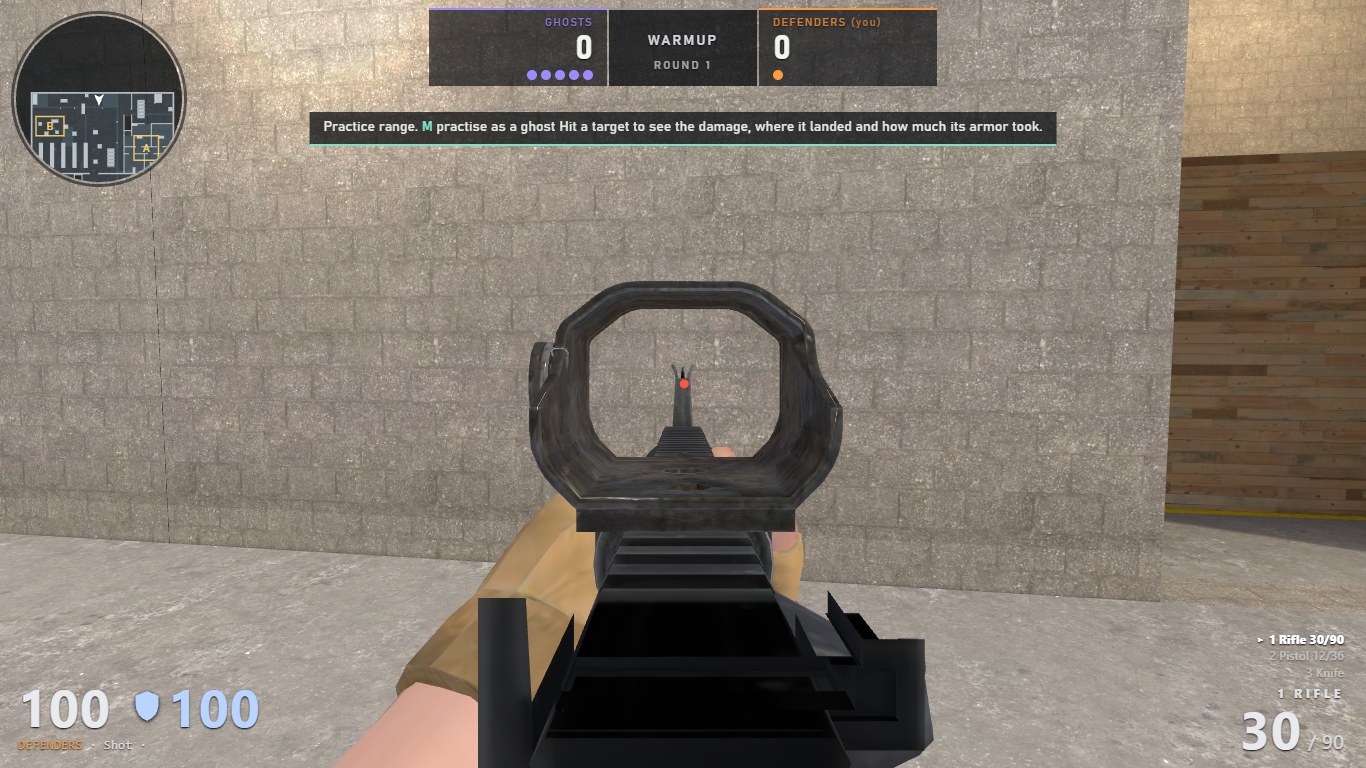 GHOSTS
0
WARMUP
ROUND 1
DEFENDERS (you)
0
B
A
Practice range. M practise as a ghost Hit a target to see the damage, where it landed and how much its armor took.
▸ 1 Rifle 30/90
2 Pistol 12/36
3 Knife
1 RIFLE
30 / 90
100 100
DEFENDERS · Shot ·